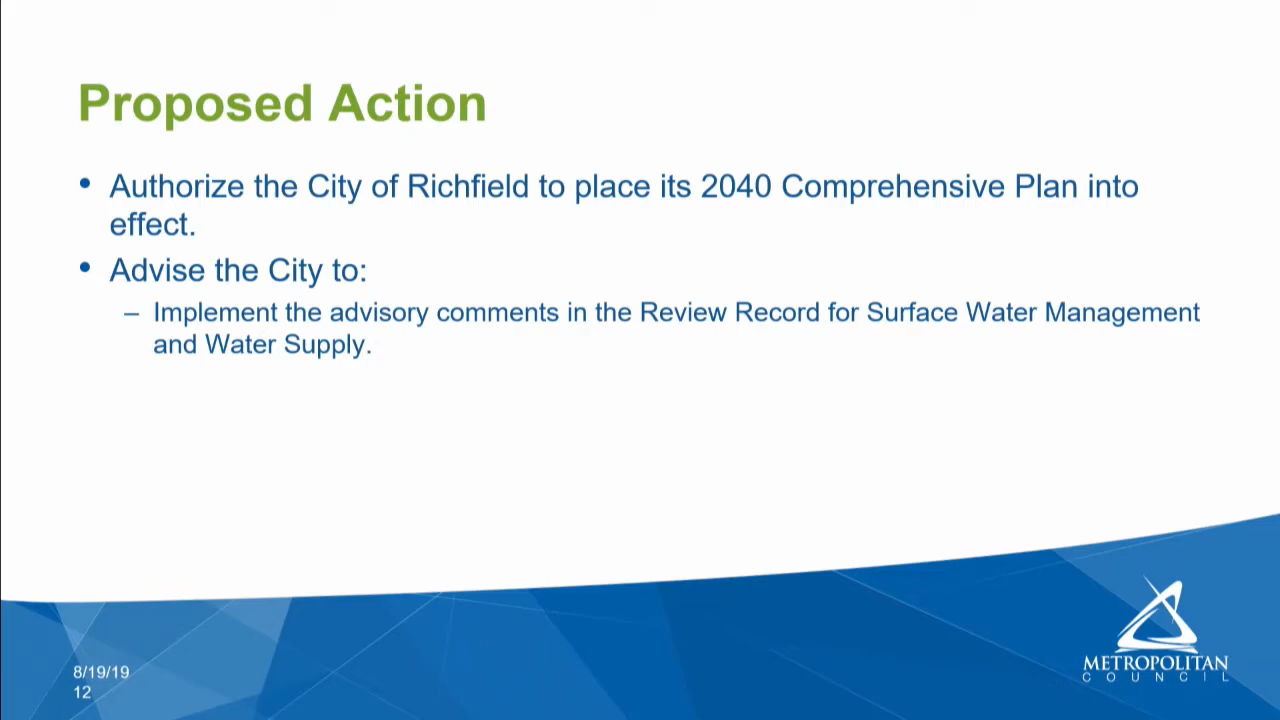 Proposed Action
• Authorize the City of Richfield to place its 2040 Comprehensive Plan into
effect.
• Advise the City to:
– Implement the advisory comments in the Review Record for Surface Water Management
and Water Supply.
8/19/19
12
METROPOLITAN
COUNCIL